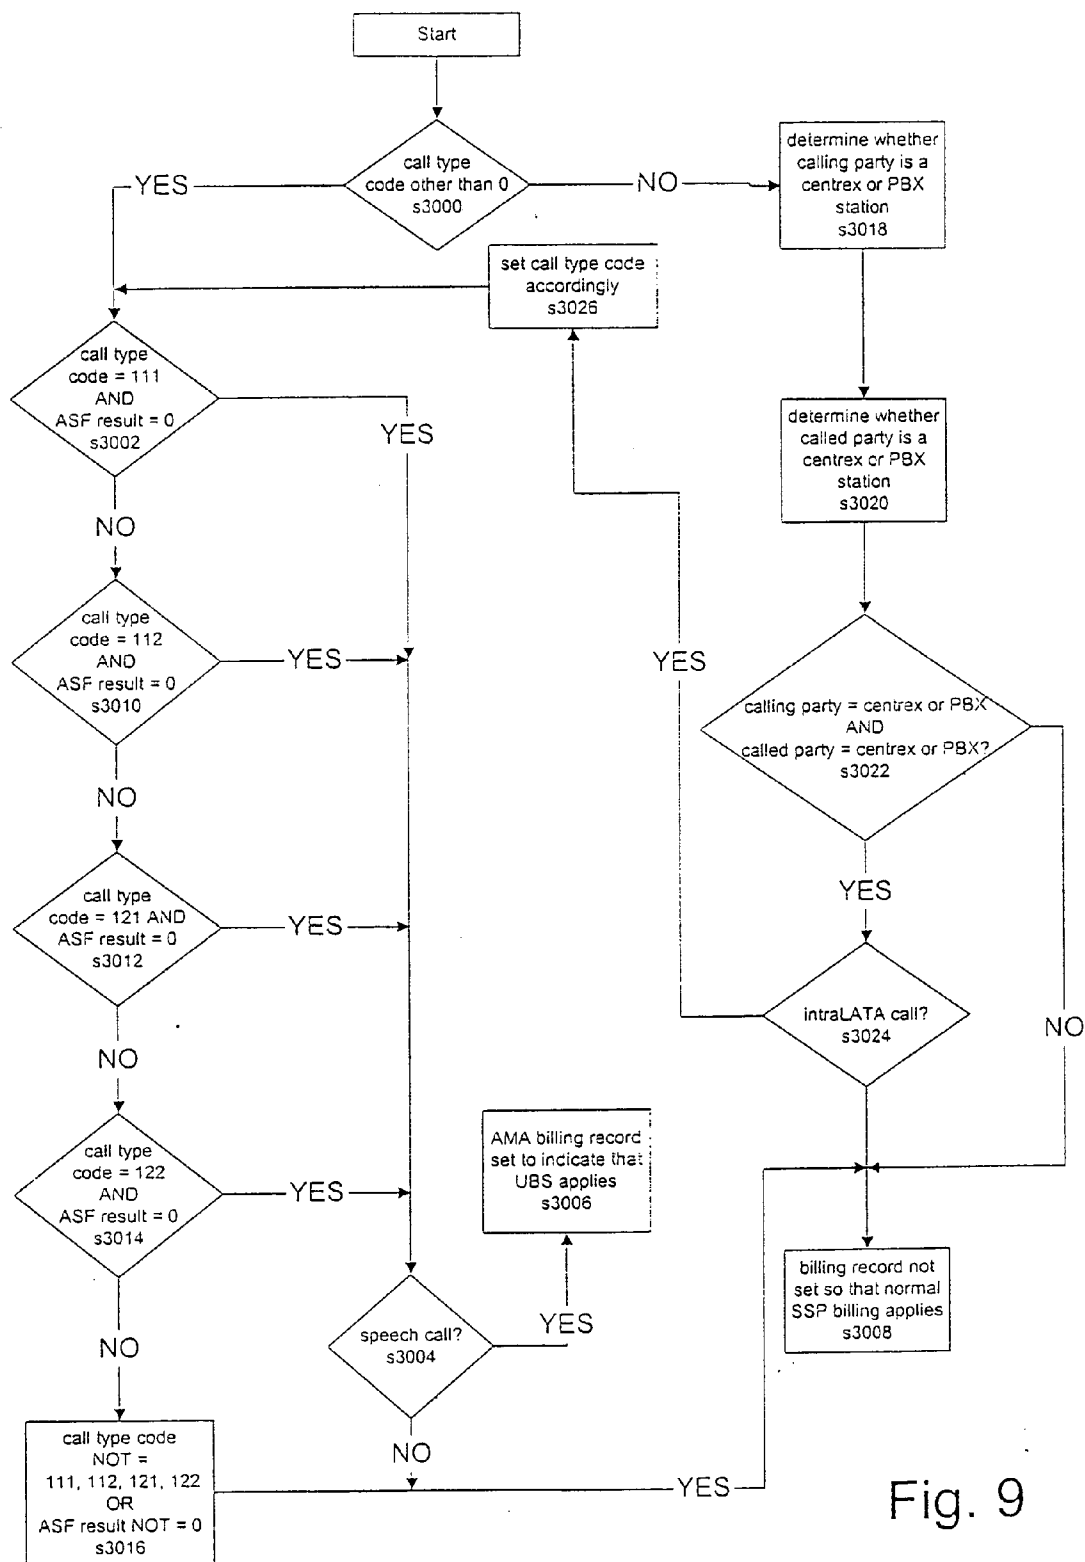 Start
call type
code other than 0
s3000
YES
NO
determine whether
calling party is a
centrex or PBX
station
s3018
set call type code
accordingly
s3026
call type
code = 111
AND
ASF result = 0
s3002
YES
NO
determine whether
called party is a
centrex or PBX
station
s3020
call type
code = 112
AND
ASF result = 0
s3010
YES
NO
YES
calling party = centrex or PBX
AND
called party = centrex or PBX?
s3022
YES
NO
call type
code = 121 AND
ASF result = 0
s3012
YES
NO
intraLATA call?
s3024
call type
code = 122
AND
ASF result = 0
s3014
YES
NO
AMA billing record
set to indicate that
UBS applies
s3006
billing record not
set so that normal
SSP billing applies
s3008
speech call?
s3004
YES
NO
call type code
NOT =
111, 112, 121, 122
OR
ASF result NOT = 0
s3016
YES
Fig. 9